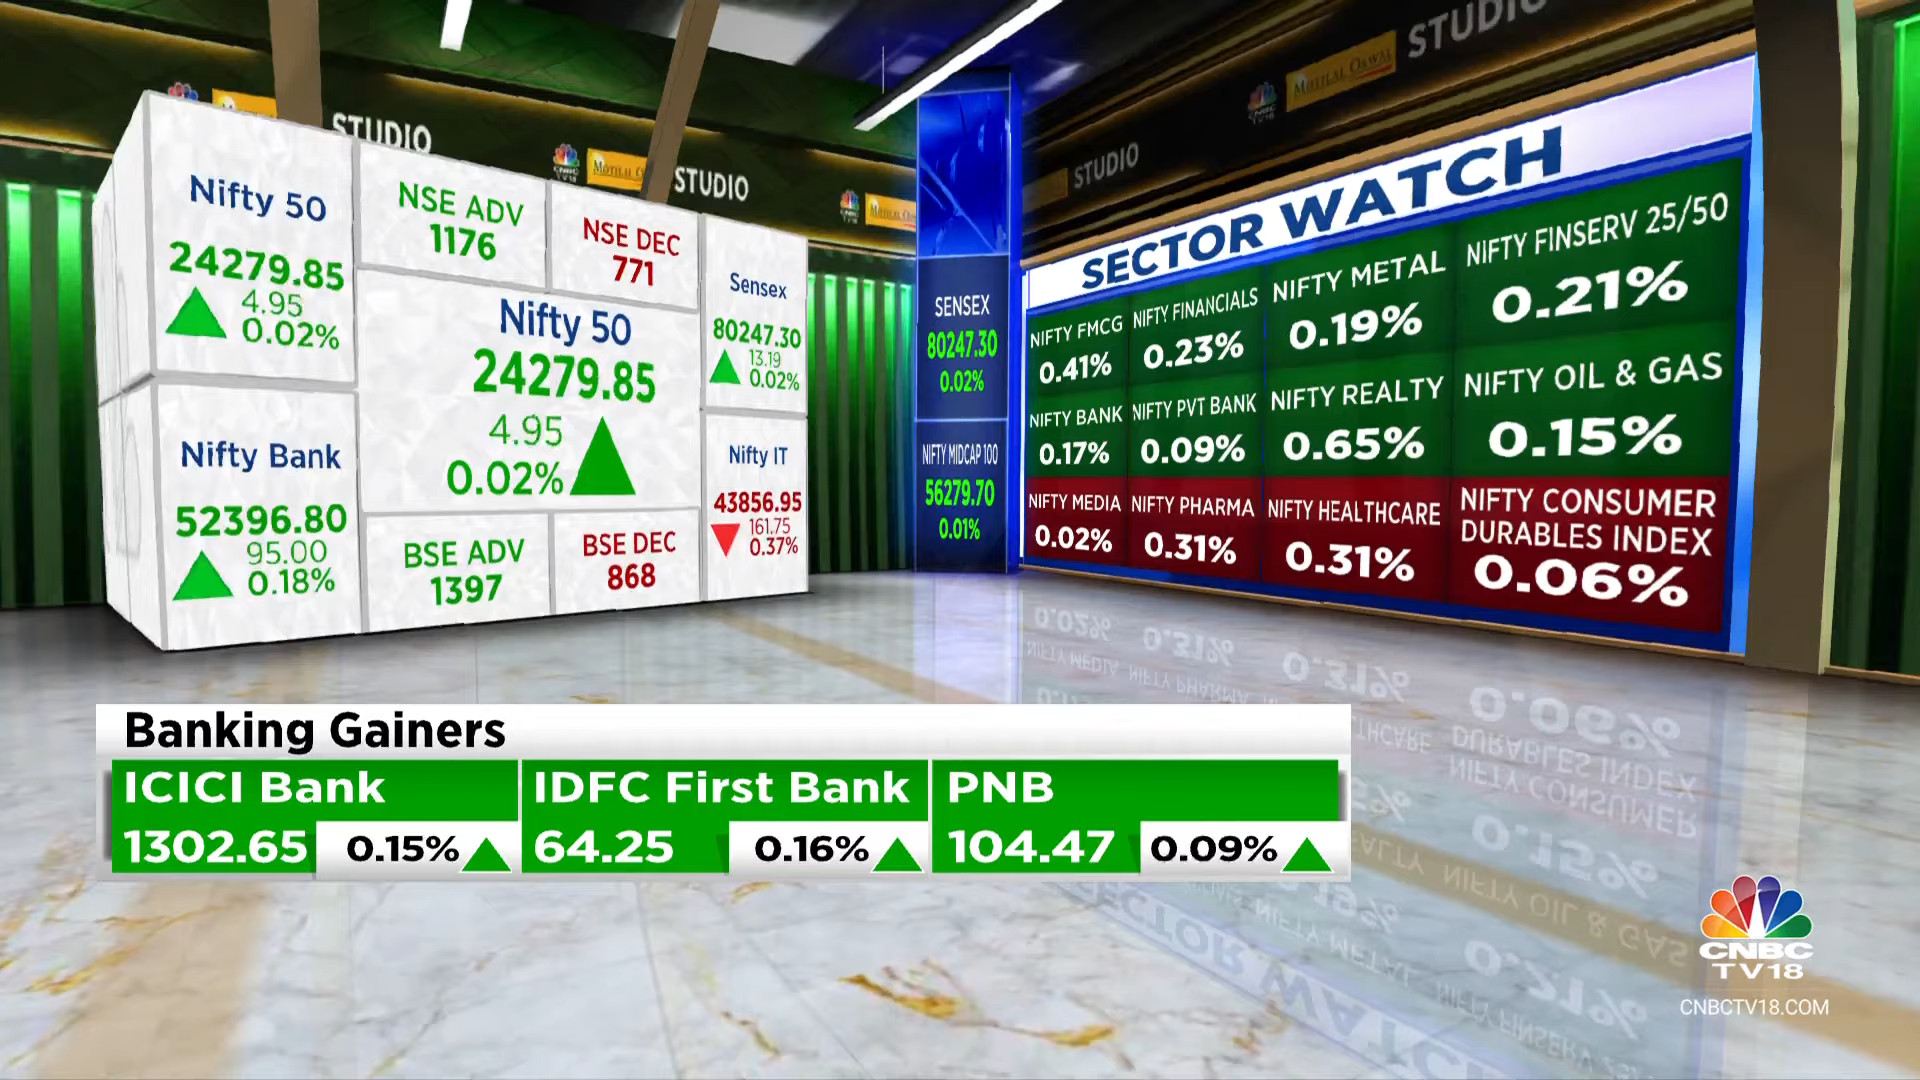 STUDIO
MOTILAL O
STUDIO
STUDIO
MOTILAL OSWAL
STUDIO
Nifty 50
24279.85
4.95
0.02%
Nifty Bank
52396.80
95.00
0.18%
NSE ADV
1176
NSE DEC
771
Nifty 50
24279.85
4.95
0.02%
BSE ADV
1397
BSE DEC
868
Sensex
80247.30
13.19
0.02%
Nifty IT
43856.95
161.75
0.37%
SENSEX
80247.30
0.02%
NIFTY MIDCAP 100
56279.70
0.01%
SECTOR WATCH
NIFTY FMCG
0.41%
NIFTY FINANCIALS
0.23%
NIFTY METAL
0.19%
NIFTY FINSERV 25/50
0.21%
NIFTY BANK
0.17%
NIFTY PVT BANK
0.09%
NIFTY REALTY
0.65%
NIFTY OIL & GAS
0.15%
NIFTY MEDIA
0.02%
NIFTY PHARMA
0.31%
NIFTY HEALTHCARE
0.31%
NIFTY CONSUMER
DURABLES INDEX
0.06%
Banking Gainers
ICICI Bank
1302.65 0.15%
IDFC First Bank
64.25 0.16%
PNB
104.47 0.09%
CNBC
TV18
CNBCTV18.COM